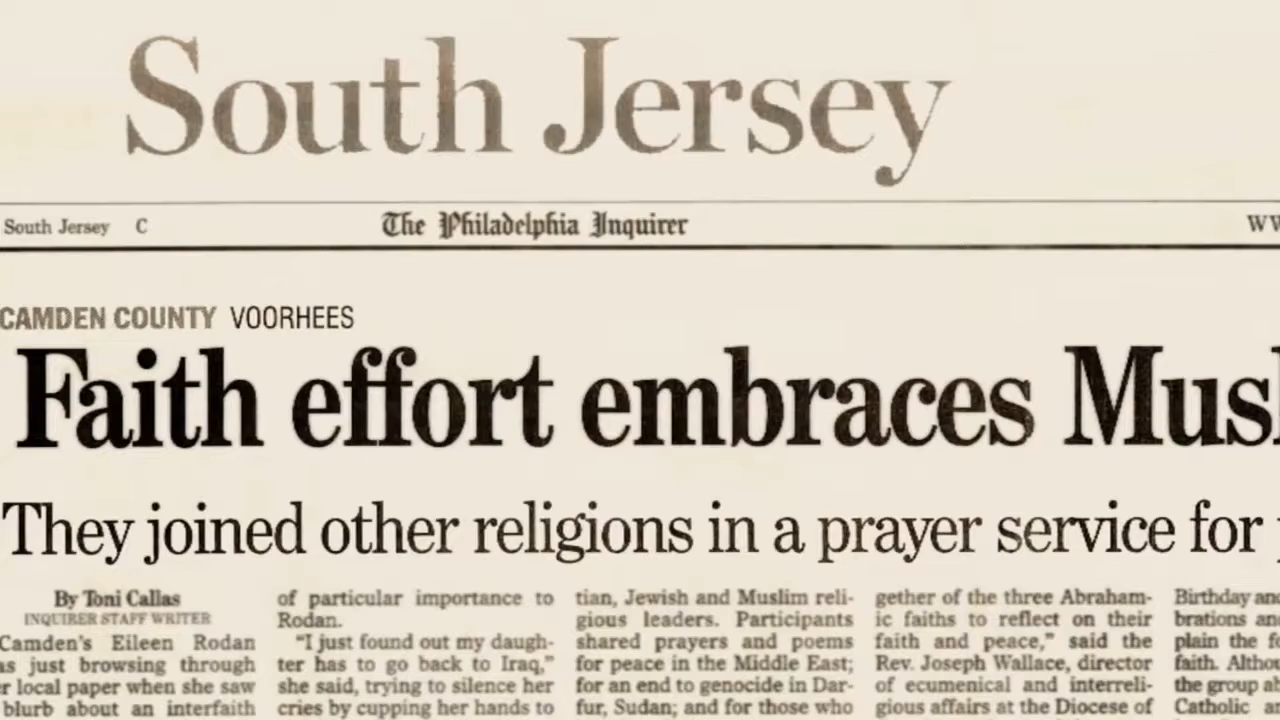 South Jersey
South Jersey C The Philadelphia Inquirer
CAMDEN COUNTY VOORHEES
Faith effort embraces
They joined other religions in a prayer service for
By Toni Callas
INQUIRER STAFF WRITER
Camden's Eileen Rodan
just browsing through
local paper when she saw
blurb about an interfaith
of particular importance to
Rodan.
"I just found out my daugh-
ter has to go back to Iraq,"
she said, trying to silence her
cries by cupping her hands to
tian, Jewish and Muslim reli-
gious leaders. Participants
shared prayers and poems
for peace in the Middle East;
for an end to genocide in Dar-
fur, Sudan; and for those who
gether of the three Abraham-
ic faiths to reflect on their
faith and peace," said the
Rev. Joseph Wallace, director
of ecumenical and interreli-
gious affairs at the Diocese of
Birthday and
brations
plain the
faith.
the group
Catholic